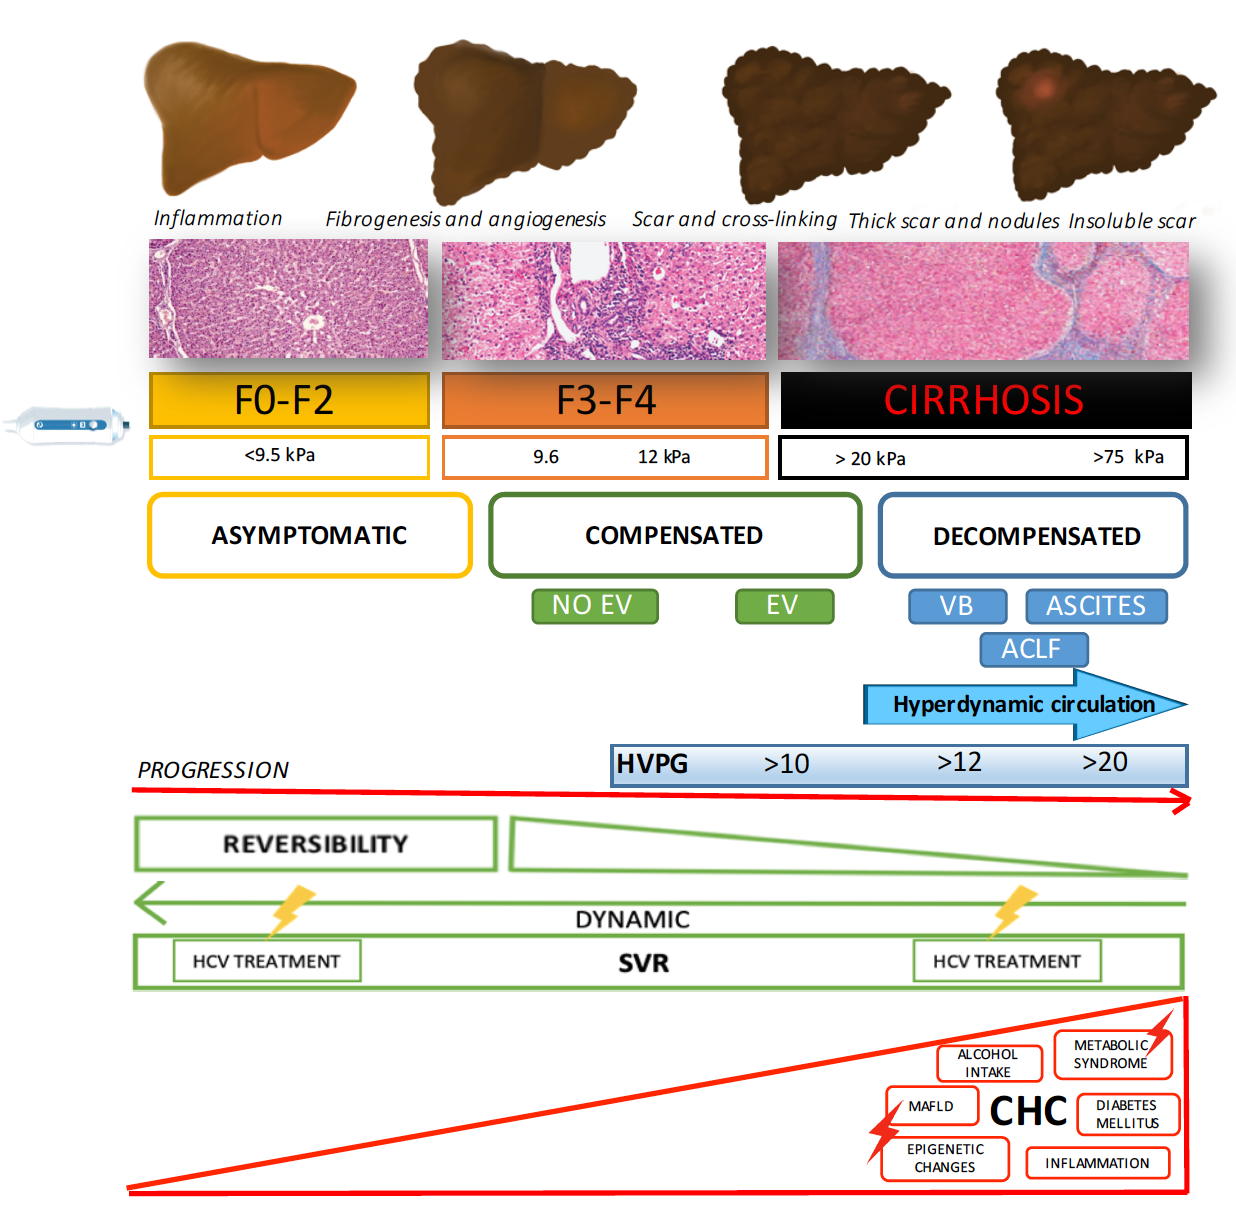 Inflammation
Fibrogenesis and angiogenesis
Scar and cross-linking
Thick scar and nodules
Insoluble scar
F0-F2
F3-F4
CIRRHOSIS
<9.5 kPa
9.6
12 kPa
> 20 kPa
>75 kPa
ASYMPTOMATIC
COMPENSATED
DECOMPENSATED
NO EV
EV
VB
ASCITES
ACLF
Hyperdynamic circulation
HVPG
>10
>12
>20
PROGRESSION
REVERSIBILITY
DYNAMIC
HCV TREATMENT
SVR
HCV TREATMENT
ALCOHOL
INTAKE
METABOLIC
SYNDROME
MAFLD
CHC
DIABETES
MELLITUS
EPIGENETIC
CHANGES
INFLAMMATION